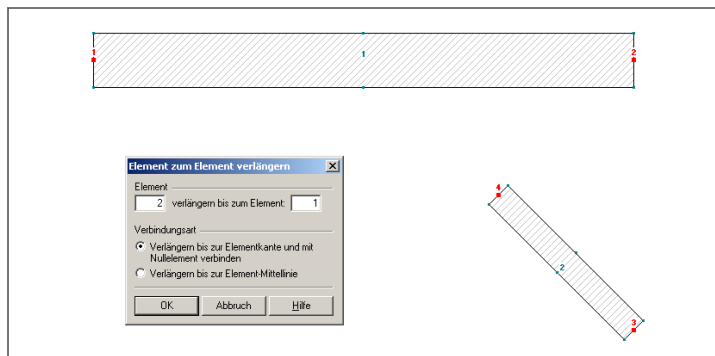 1
1
2
Element zum Element verlängern
Element
2 verlängern bis zum Element: 1
Verbindungsart
Verlängern bis zur Elementkante und mit
Nullelement verbinden
Verlängern bis zur Element-Mittellinie
OK Abbruch Hilfe
4
2
3